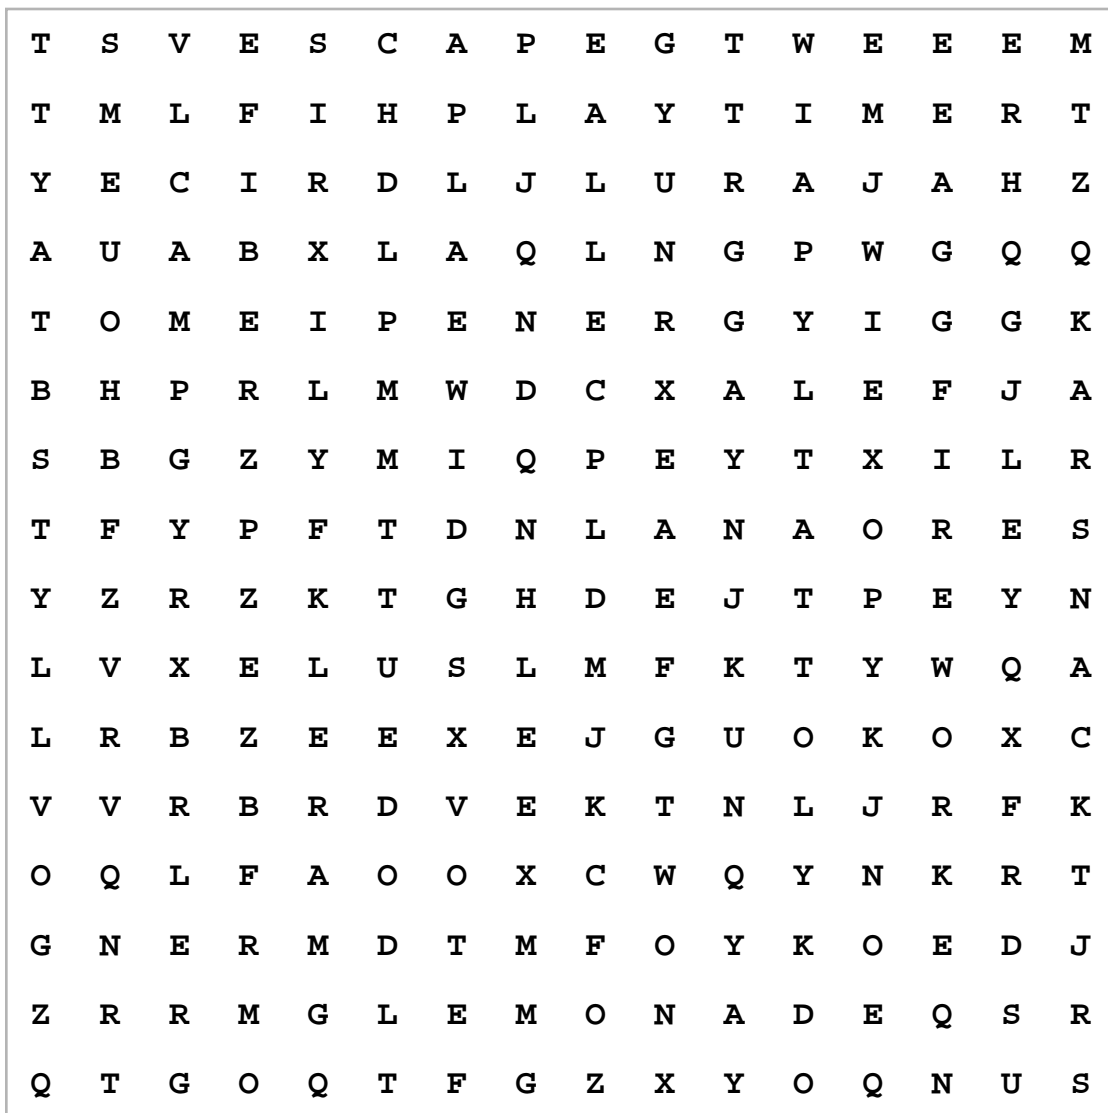 T S V E S C A P E G T W E E E M
T M L F I H P L A Y T I M E R T
Y E C I R D L J L U R A J A H Z
A U A B X L A Q L N G P W G Q Q
T O M E I P E N E R G Y I G G K
B H P R L M W D C X A L E F J A
S B G Z Y M I Q P E Y T X I L R
T F Y P F T D N L A N A O R E S
Y Z R Z K T G H D E J T P E Y N
L V X E L U S L M F K T Y W Q A
L R B Z E E X E J G U O K O X C
V V R B R D V E K T N L J R F K
O Q L F A O O X C W Q Y N K R T
G N E R M D T M F O Y K O E D J
Z R R M G L E M O N A D E Q S R
Q T G O Q T F G Z X Y O Q N U S